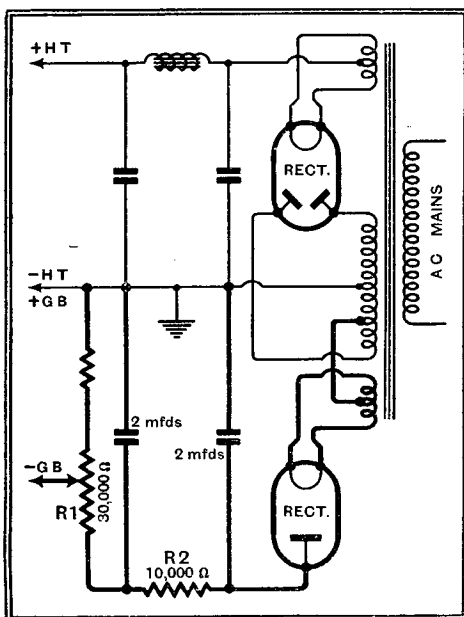 +HT
RECT.
AC MAINS
-HT
+GB
2 mfds
2 mfds
-GB
R1
30,000 Ω
RECT.
R2
10,000 Ω